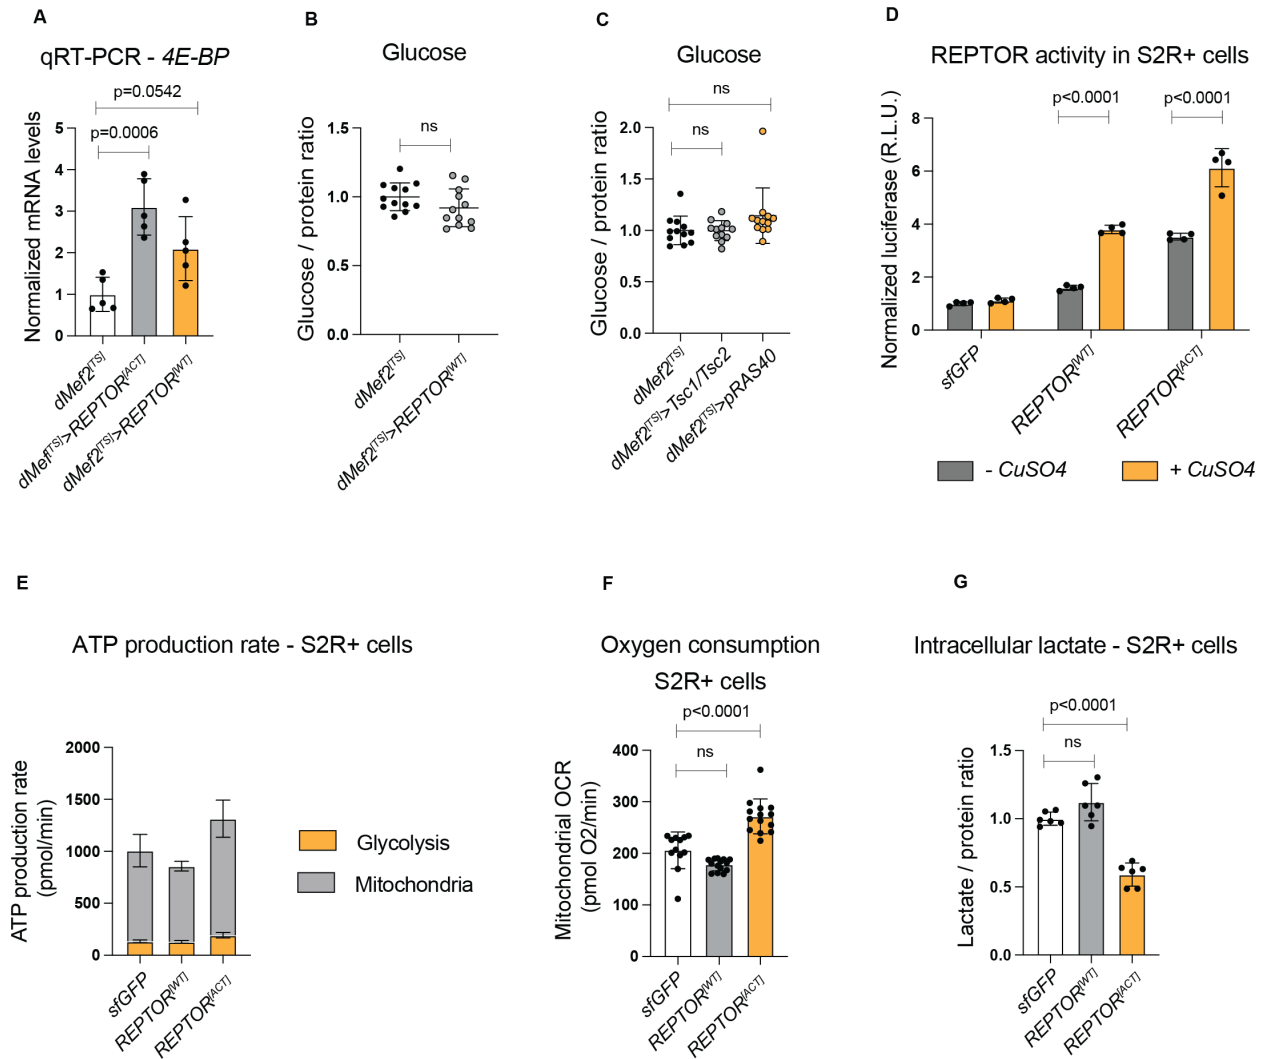 A
qRT-PCR - 4E-BP
p=0.0542
p=0.0006
Normalized mRNA levels
5
4
3
2
1
0
dMef2[TS]
dMef[TS]>REPTOR[ACT]
dMef2[TS]>REPTOR[WT]
B
Glucose
ns
Glucose / protein ratio
1.5
1.0
0.5
0.0
dMef2[TS]
dMef2[TS]>REPTOR[WT]
C
Glucose
ns
ns
Glucose / protein ratio
2.0
1.5
1.0
0.5
0.0
dMef2[TS]
dMef2[TS]>Tsc1/Tsc2
dMef2[TS]>pRAS40
D
REPTOR activity in S2R+ cells
p<0.0001
p<0.0001
Normalized luciferase (R.L.U.)
8
6
4
2
0
sfGFP
REPTOR[WT]
REPTOR[ACT]
- CuSO4
+ CuSO4
E
ATP production rate - S2R+ cells
ATP production rate
(pmol/min)
2000
1500
1000
500
0
sfGFP
REPTOR[WT]
REPTOR[ACT]
Glycolysis
Mitochondria
F
Oxygen consumption
S2R+ cells
p<0.0001
ns
Mitochondrial OCR
(pmol O2/min)
400
300
200
100
0
sfGFP
REPTOR[WT]
REPTOR[ACT]
G
Intracellular lactate - S2R+ cells
p<0.0001
ns
Lactate / protein ratio
1.5
1.0
0.5
0.0
sfGFP
REPTOR[WT]
REPTOR[ACT]